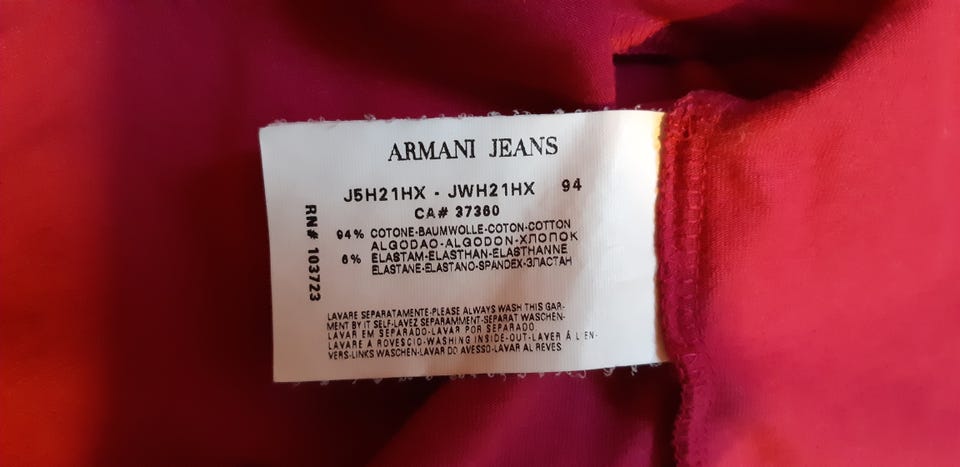 ARMANI JEANS
J5H21HX - JWH21HX 94
CA# 37360
RN# 103723
94% COTONE-BAUMWOLLE-COTON-COTTON
ALGODAO-ALGODON-ХЛОПОК
6% ELASTAM-ELASTHAN-ELASTHANNE
ELASTANE-ELASTANO-SPANDEX-ЭЛАСТАН
LAVARE SEPARATAMENTE-PLEASE ALWAYS WASH THIS GAR-
MENT BY IT SELF-LAVEZ SEPARAMMENT-SEPARAT WASCHEN-
LAVAR EM SEPARADO-LAVAR POR SEPARADO
LAVARE A ROVESCIO-WASHING INSIDE-OUT-LAVER Á L EN-
VERS-LINKS WASCHEN-LAVAR DO AVESSO-LAVAR AL REVES